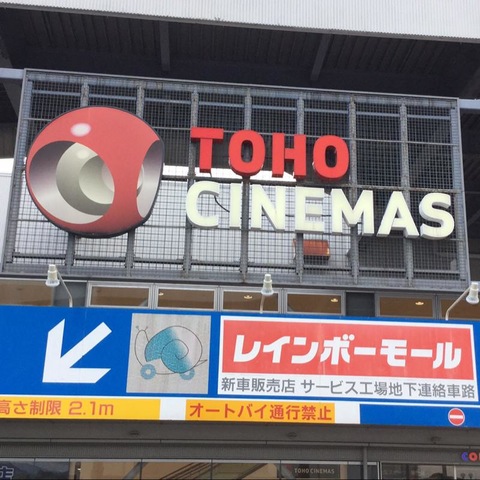 TOHO
CINEMAS
レインボーモール
新車販売店 サービス工場地下連絡車路
高さ制限 2.1m
オートバイ通行禁止
TOHO CINEMAS